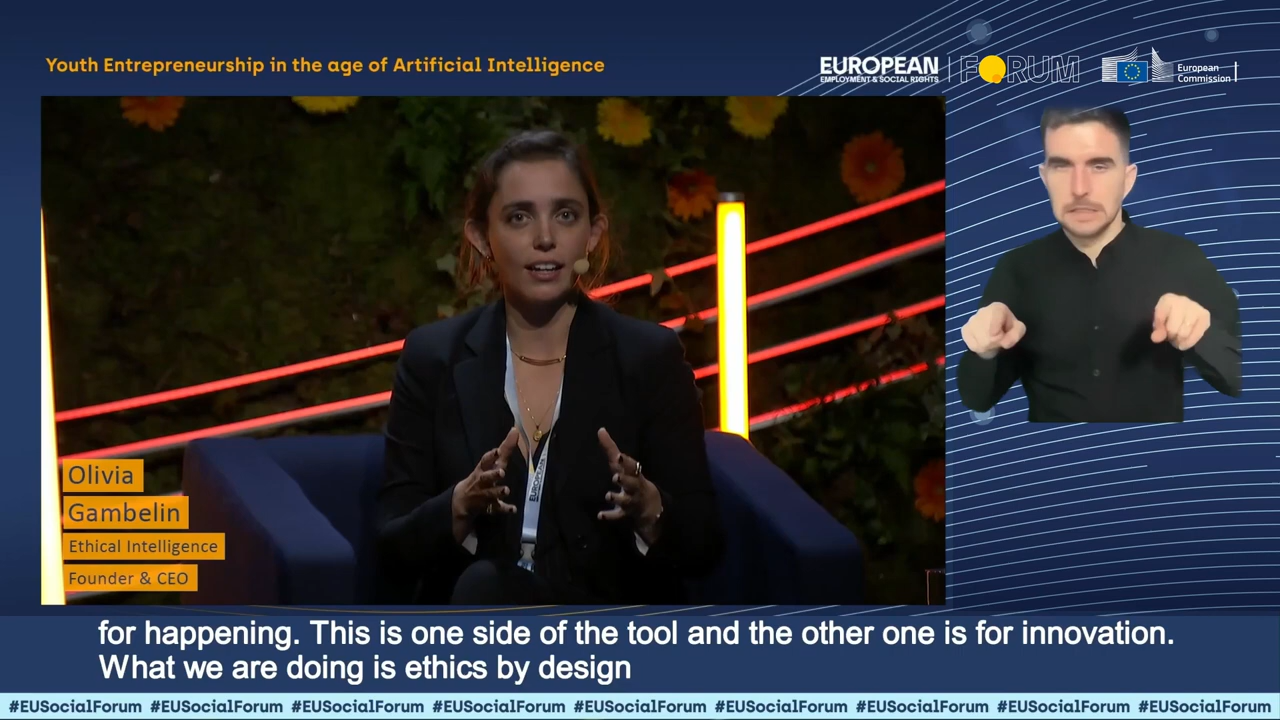 Youth Entrepreneurship in the age of Artificial Intelligence
EUROPEAN
EMPLOYMENT & SOCIAL RIGHTS
FORUM
European
Commission
EUROPEAN
Olivia
Gambelin
Ethical Intelligence
Founder & CEO
for happening. This is one side of the tool and the other one is for innovation.
What we are doing is ethics by design
#EUSocialForum #EUSocialForum #EUSocialForum #EUSocialForum #EUSocialForum #EUSocialForum #EUSocialForum #EUSocialForum #EUSocialForum